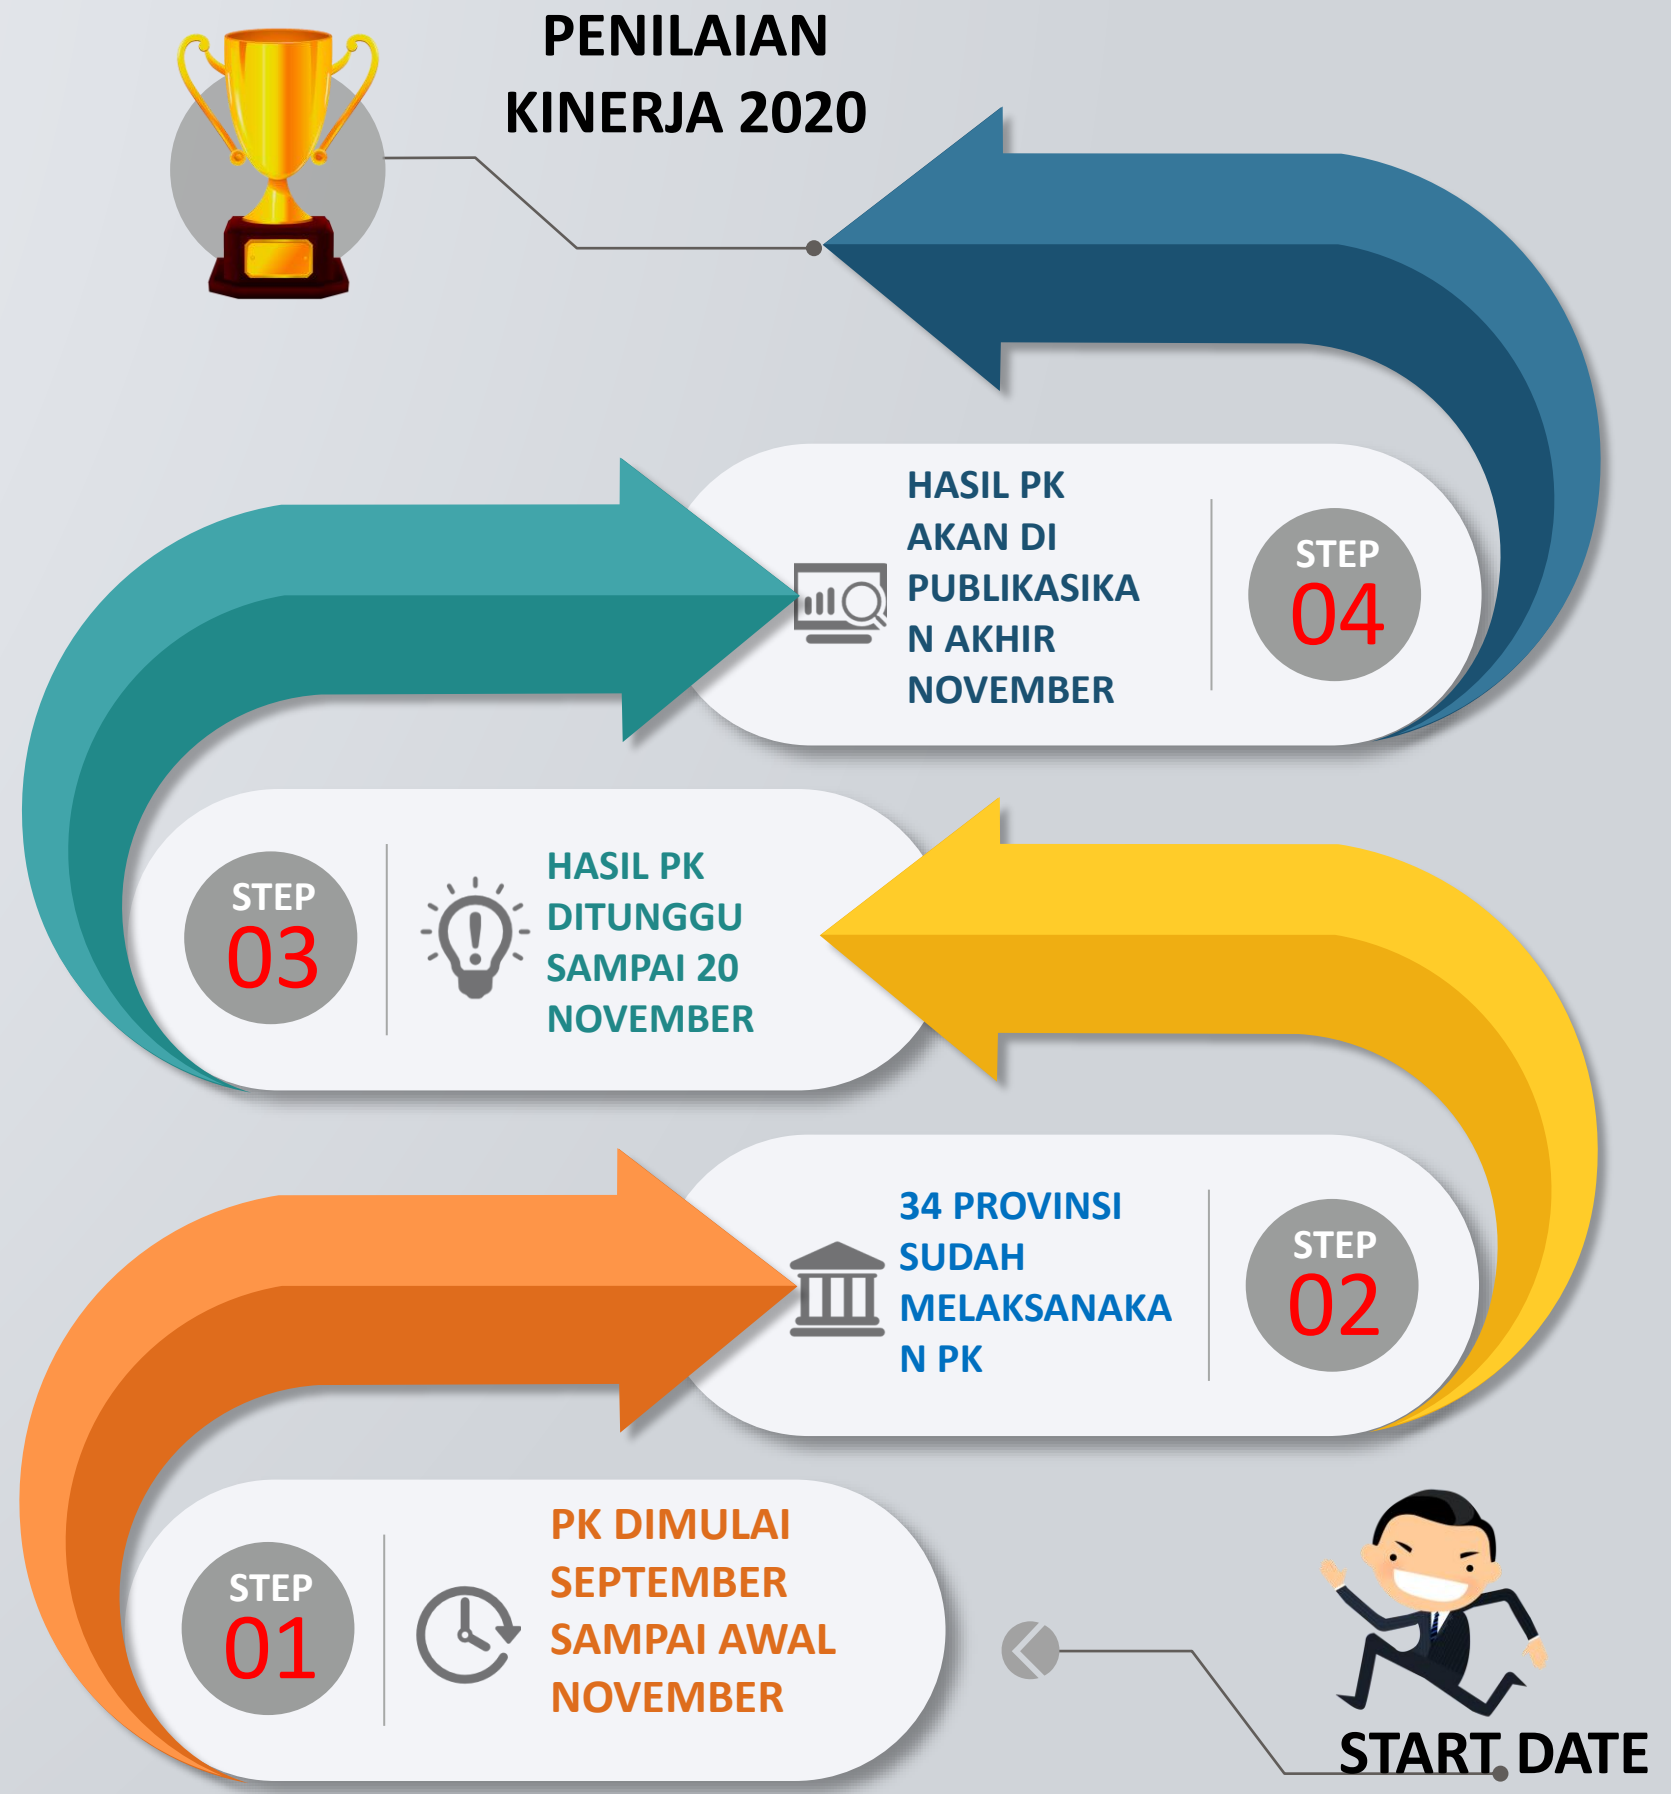 PENILAIAN
KINERJA 2020
HASIL PK
AKAN DI
PUBLIKASIKA
N AKHIR
NOVEMBER
STEP
04
STEP
03
HASIL PK
DITUNGGU
SAMPAI 20
NOVEMBER
34 PROVINSI
SUDAH
MELAKSANAKA
N PK
STEP
02
STEP
01
PK DIMULAI
SEPTEMBER
SAMPAI AWAL
NOVEMBER
START DATE